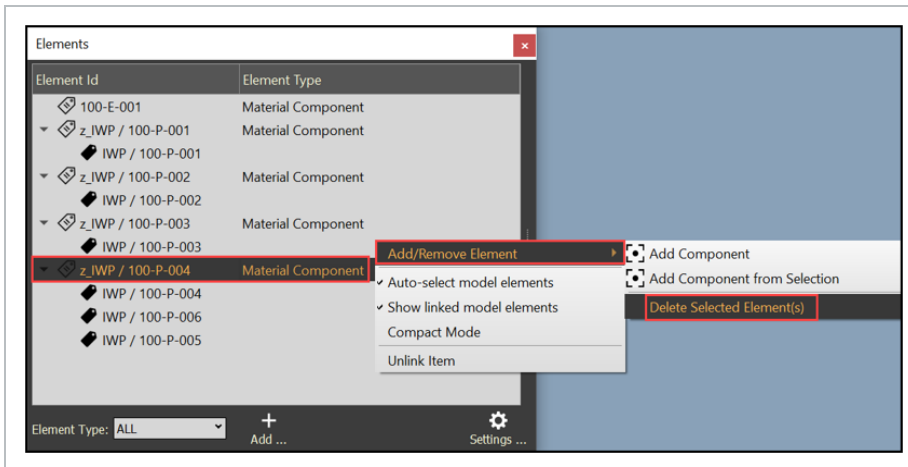 Elements
Element Id Element Type
100-E-001 Material Component
z_IWP / 100-P-001 Material Component
IWP / 100-P-001
z_IWP / 100-P-002 Material Component
IWP / 100-P-002
z_IWP / 100-P-003 Material Component
IWP / 100-P-003
z_IWP / 100-P-004 Material Component
IWP / 100-P-004
IWP / 100-P-006
IWP / 100-P-005
Add/Remove Element
Auto-select model elements
Show linked model elements
Compact Mode
Unlink Item
Add Component
Add Component from Selection
Delete Selected Element(s)
Element Type: ALL
Add ...
Settings ...